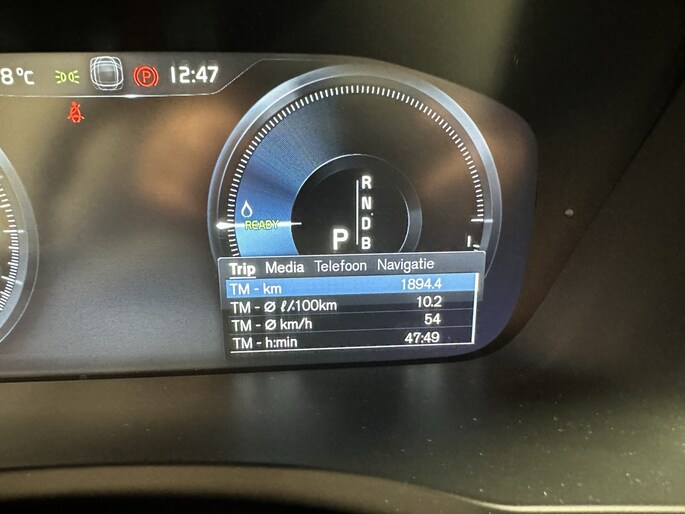 8°C P 12:47
R
N
D
B
READY
P
Trip Media Telefoon Navigatie
TM - km 1894.4
TM - Ø ℓ/100km 10.2
TM - Ø km/h 54
TM - h:min 47:49